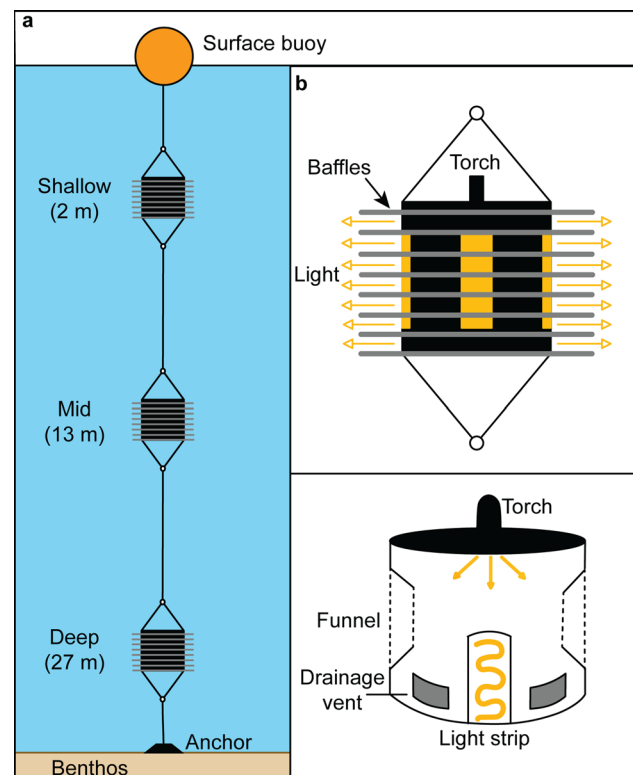 a
Surface buoy
Shallow
(2 m)
Mid
(13 m)
Deep
(27 m)
Anchor
Benthos
b
Baffles
Torch
Light
Torch
Funnel
Drainage
vent
Light strip